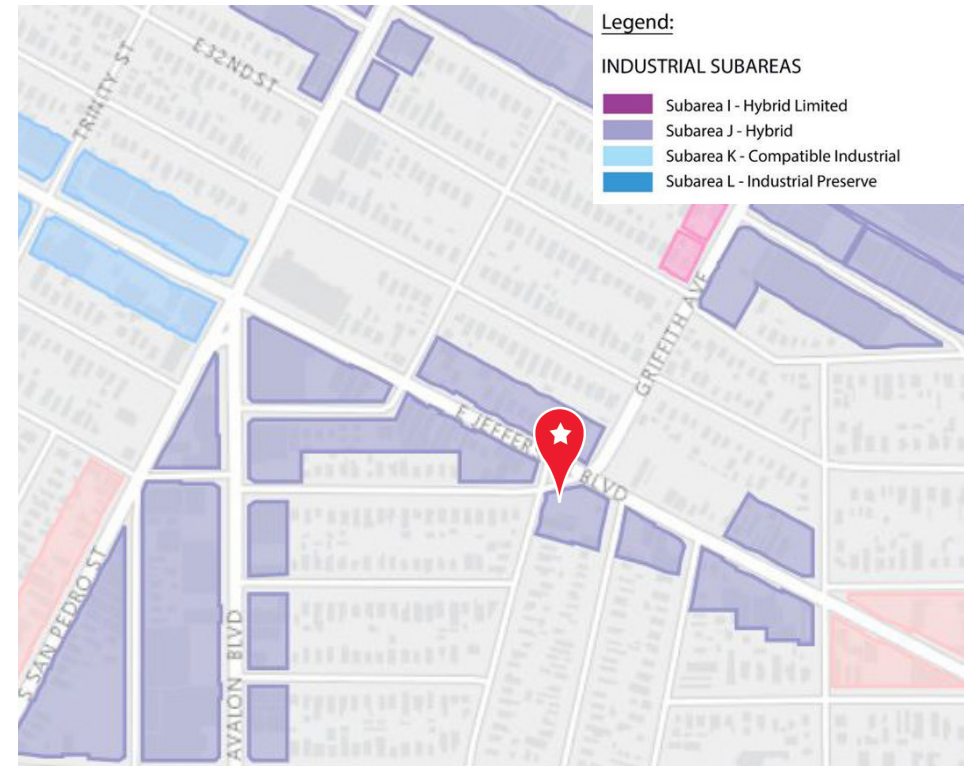 Legend:
INDUSTRIAL SUBAREAS
Subarea I - Hybrid Limited
Subarea J - Hybrid
Subarea K - Compatible Industrial
Subarea L - Industrial Preserve
TRINITY ST
E 32ND ST
GRIFFITH AVE
E JEFFER BLVD
S SAN PEDRO ST
AVALON BLVD